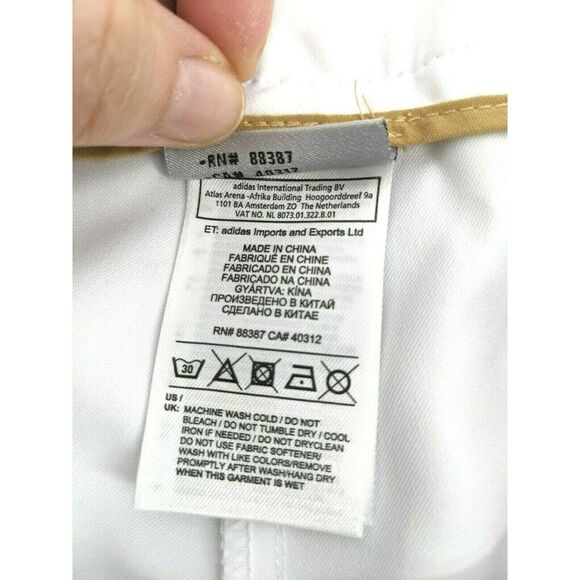 -RN# 88387
CA# 40312
adidas International Trading BV
Atlas Arena -Afrika Building Hoogoorddreef 9a
1101 BA Amsterdam ZO The Netherlands
VAT NO. NL 8073.01.322.B.01
ET: adidas Imports and Exports Ltd
MADE IN CHINA
FABRIQUÉ EN CHINE
FABRICADO EN CHINA
FABRICADO NA CHINA
GYÁRTVA: KÍNA
ПРОИЗВЕДЕНО В КИТАЙ
СДЕЛАНО В КИТАЕ
RN# 88387 CA# 40312
30
US /
UK: MACHINE WASH COLD / DO NOT
BLEACH / DO NOT TUMBLE DRY / COOL
IRON IF NEEDED / DO NOT DRYCLEAN
DO NOT USE FABRIC SOFTENER/
WASH WITH LIKE COLORS/REMOVE
PROMPTLY AFTER WASH/HANG DRY
WHEN THIS GARMENT IS WET